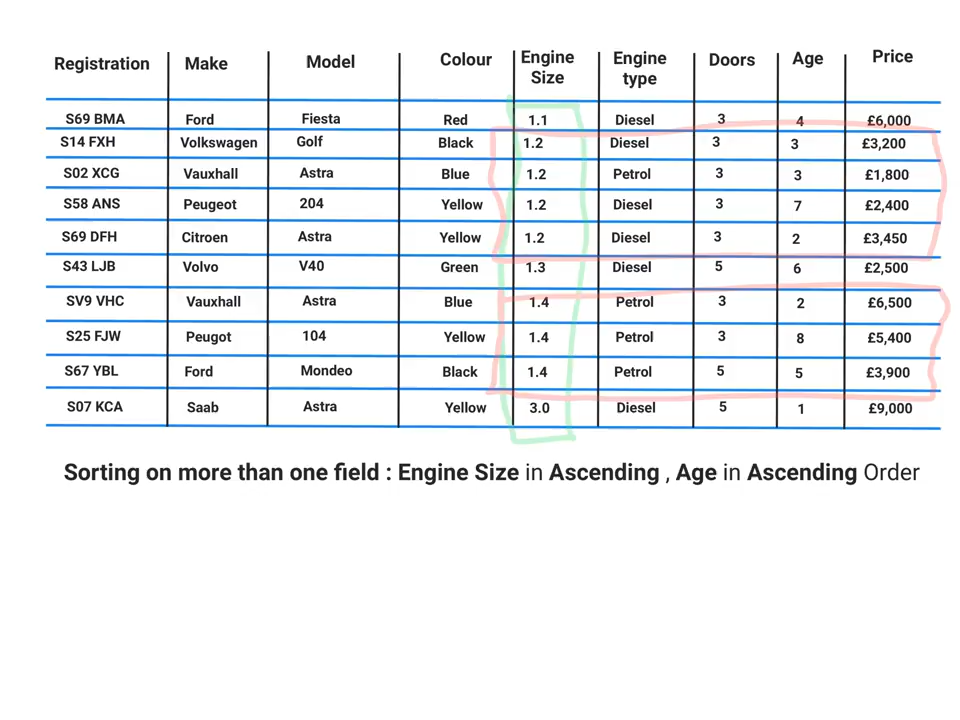 Registration Make Model Colour Engine Size Engine type Doors Age Price
S69 BMA Ford Fiesta Red 1.1 Diesel 3 4 £6,000
S14 FXH Volkswagen Golf Black 1.2 Diesel 3 3 £3,200
S02 XCG Vauxhall Astra Blue 1.2 Petrol 3 3 £1,800
S58 ANS Peugeot 204 Yellow 1.2 Diesel 3 7 £2,400
S69 DFH Citroen Astra Yellow 1.2 Diesel 3 2 £3,450
S43 LJB Volvo V40 Green 1.3 Diesel 5 6 £2,500
SV9 VHC Vauxhall Astra Blue 1.4 Petrol 3 2 £6,500
S25 FJW Peugot 104 Yellow 1.4 Petrol 3 8 £5,400
S67 YBL Ford Mondeo Black 1.4 Petrol 5 5 £3,900
S07 KCA Saab Astra Yellow 3.0 Diesel 5 1 £9,000
Sorting on more than one field : Engine Size in Ascending , Age in Ascending Order